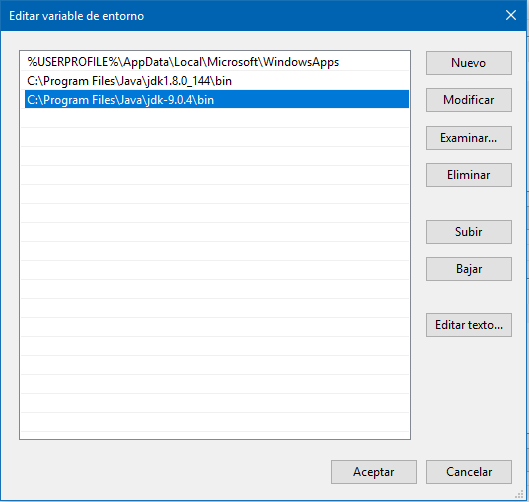 Editar variable de entorno
%USERPROFILE%\AppData\Local\Microsoft\WindowsApps
C:\Program Files\Java\jdk1.8.0_144\bin
C:\Program Files\Java\jdk-9.0.4\bin
Nuevo
Modificar
Examinar...
Eliminar
Subir
Bajar
Editar texto...
Aceptar
Cancelar